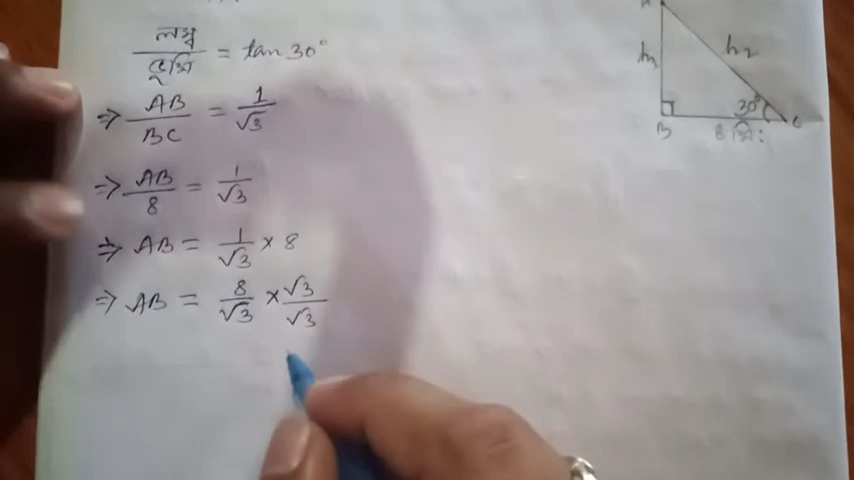 লম্ব / ভূমি = tan 30°
⇒ AB / BC = 1 / √3
⇒ AB / 8 = 1 / √3
⇒ AB = 1 / √3 × 8
⇒ AB = 8 / √3 × √3 / √3
h₁
h₂
30°
B
8 মি: